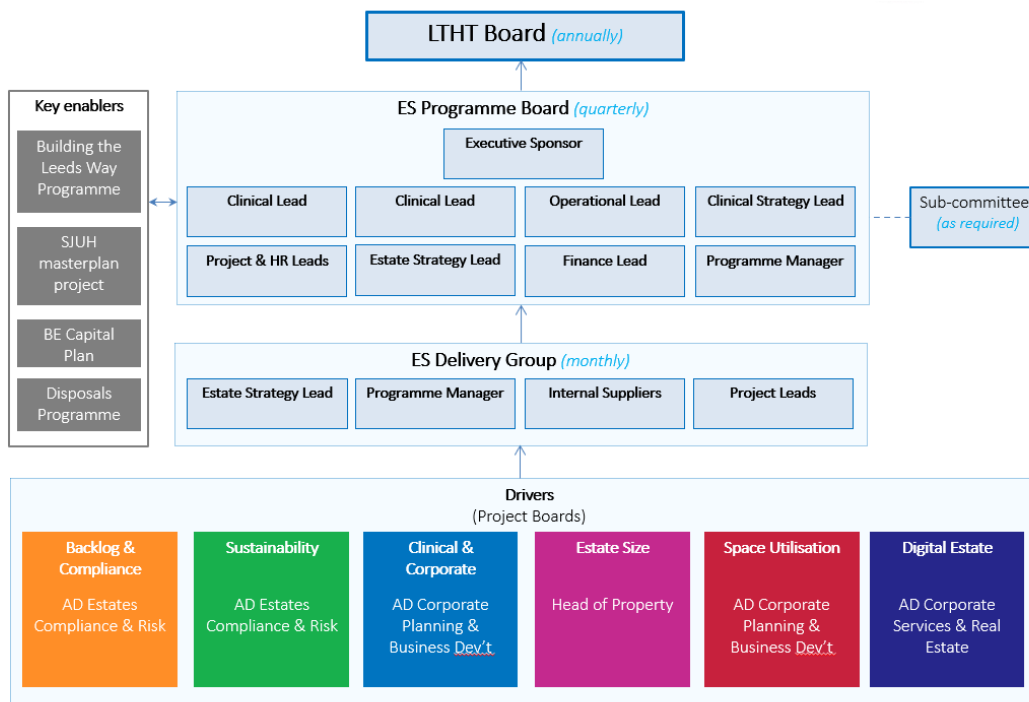 LTHT Board (annually)
Key enablers
Building the
Leeds Way
Programme
SJUH
masterplan
project
BE Capital
Plan
Disposals
Programme
ES Programme Board (quarterly)
Executive Sponsor
Clinical Lead
Clinical Lead
Operational Lead
Clinical Strategy Lead
Project & HR Leads
Estate Strategy Lead
Finance Lead
Programme Manager
Sub-committee
(as required)
ES Delivery Group (monthly)
Estate Strategy Lead
Programme Manager
Internal Suppliers
Project Leads
Drivers
(Project Boards)
Backlog &
Compliance
AD Estates
Compliance & Risk
Sustainability
AD Estates
Compliance & Risk
Clinical &
Corporate
AD Corporate
Planning &
Business Dev't
Estate Size
Head of Property
Space Utilisation
AD Corporate
Planning &
Business Dev't
Digital Estate
AD Corporate
Services & Real
Estate